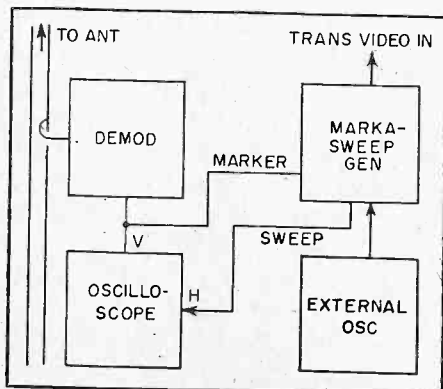 TO ANT
TRANS VIDEO IN
DEMOD
MARKA-
SWEEP
GEN
MARKER
V
SWEEP
OSCILLO-
SCOPE
H
EXTERNAL
OSC